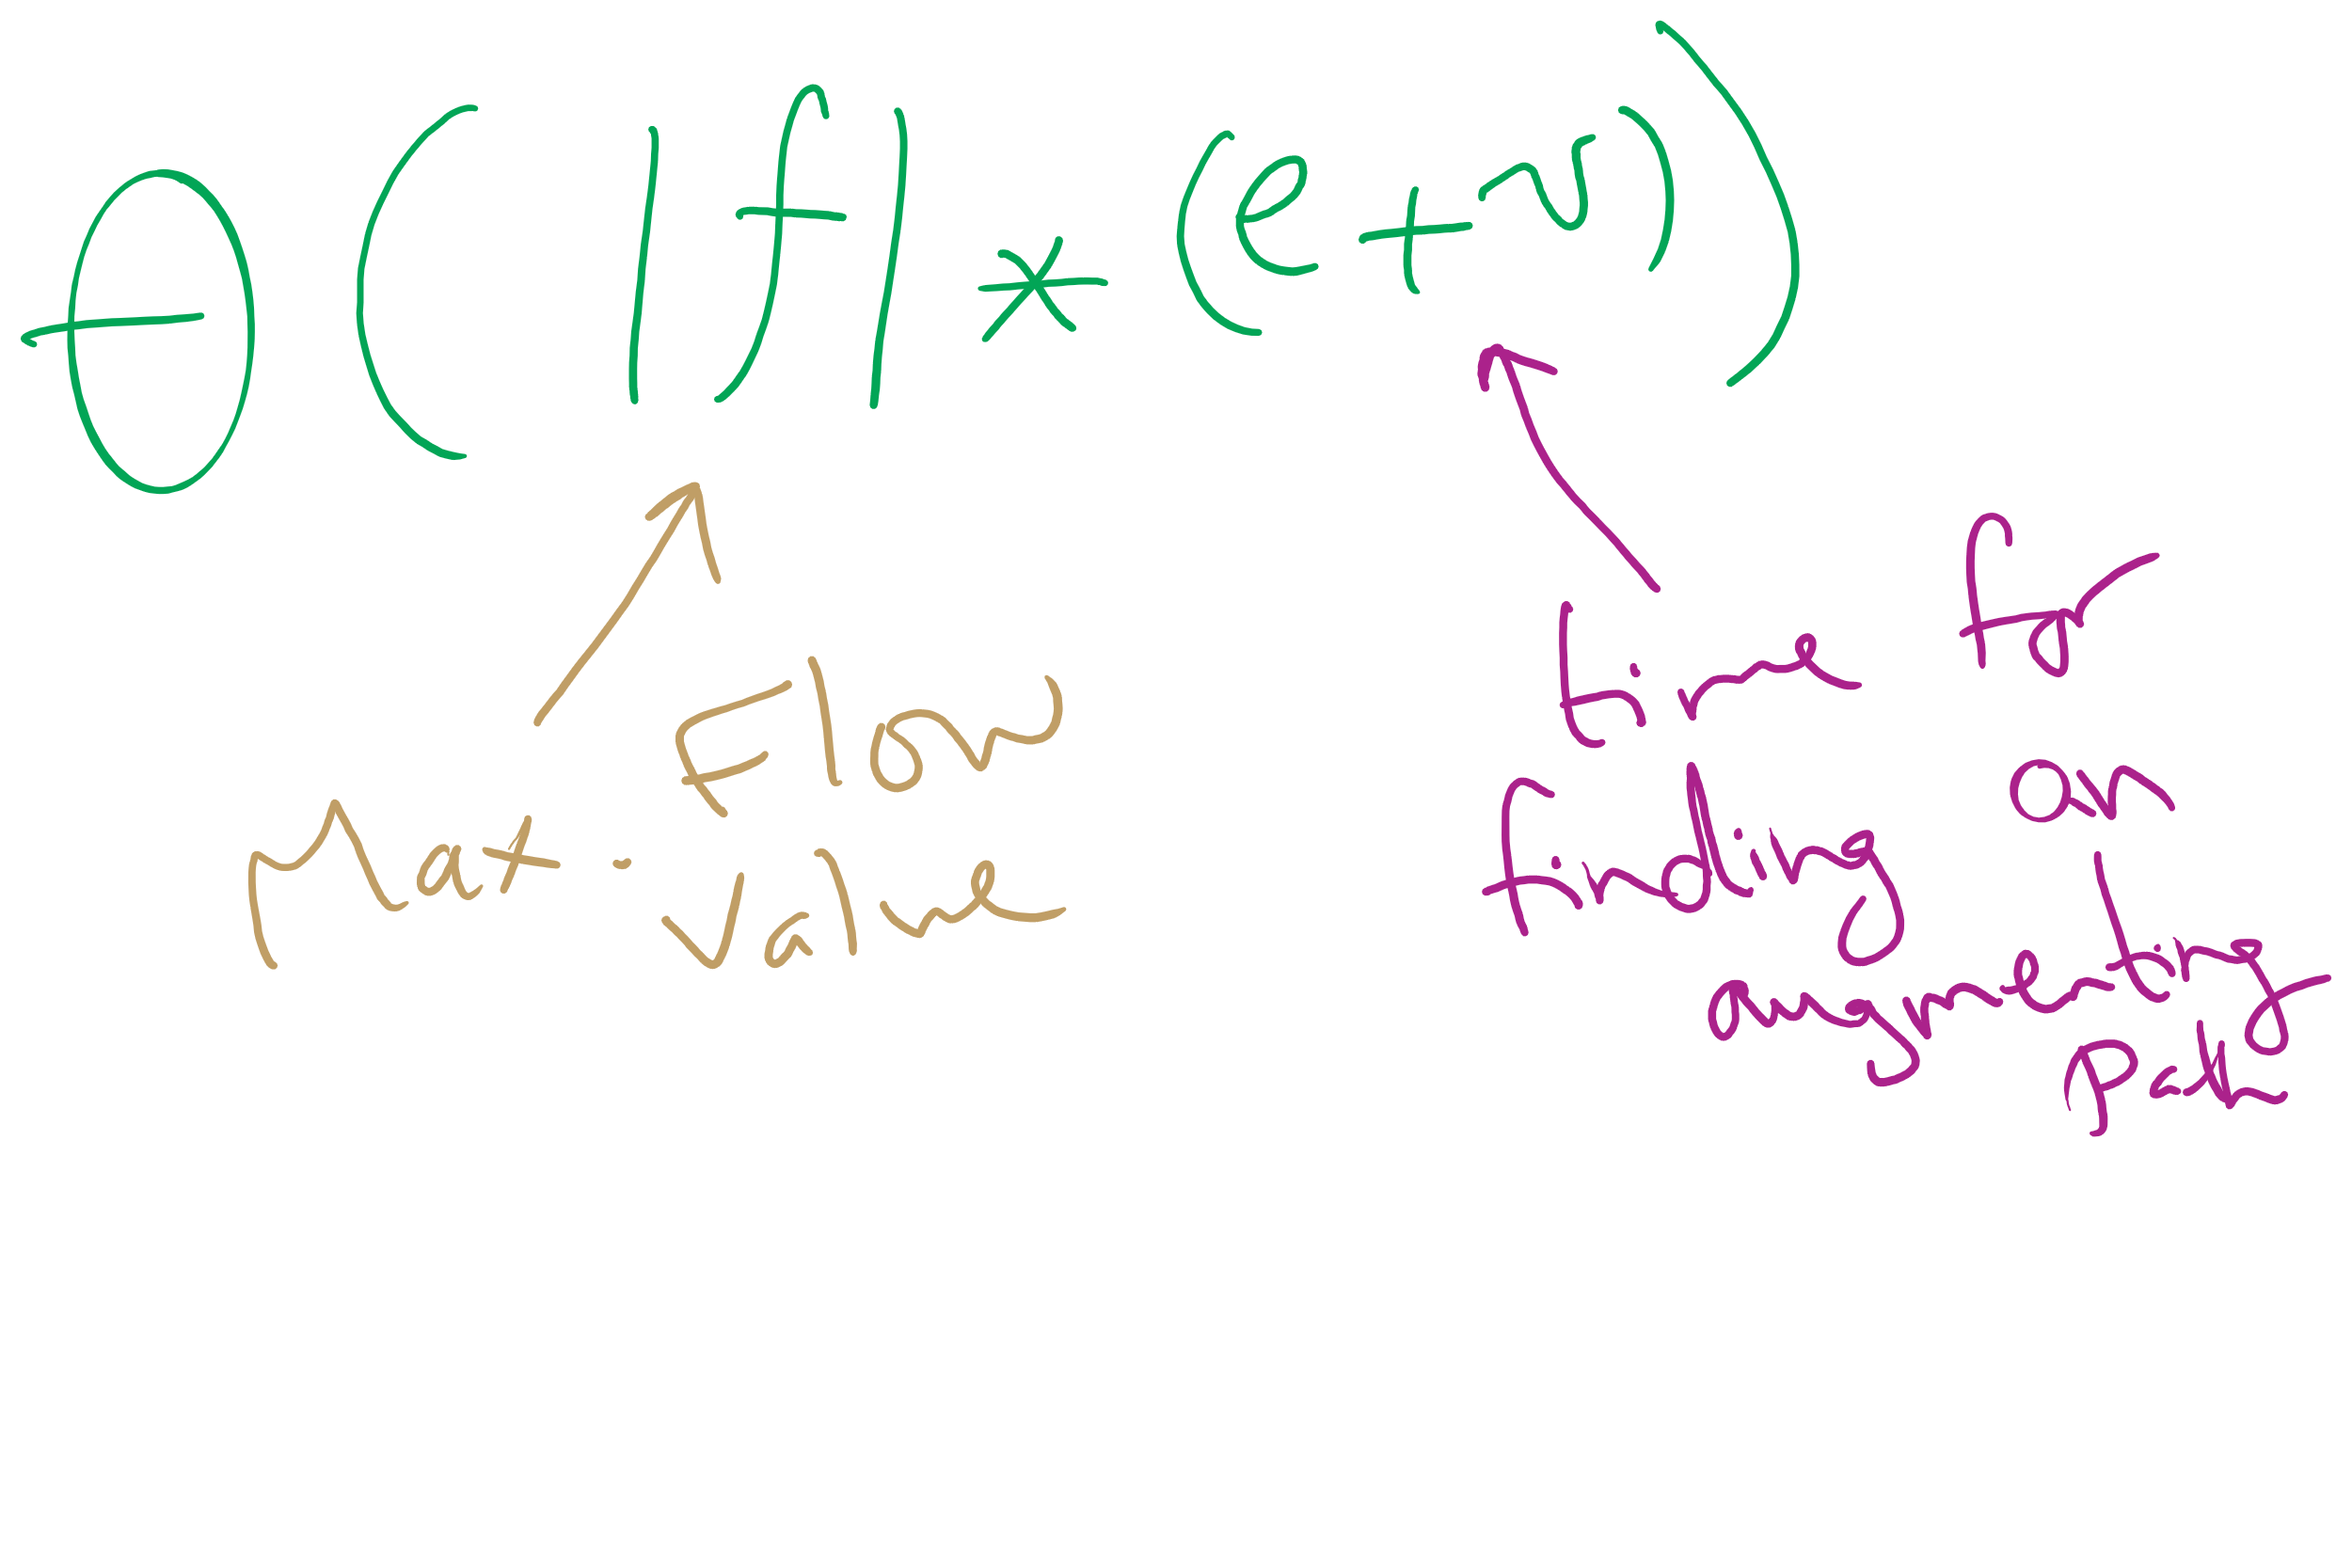 Θ(|f| * (e+v))
Max. Flow
Value
time for
finding an
augmenting
Path